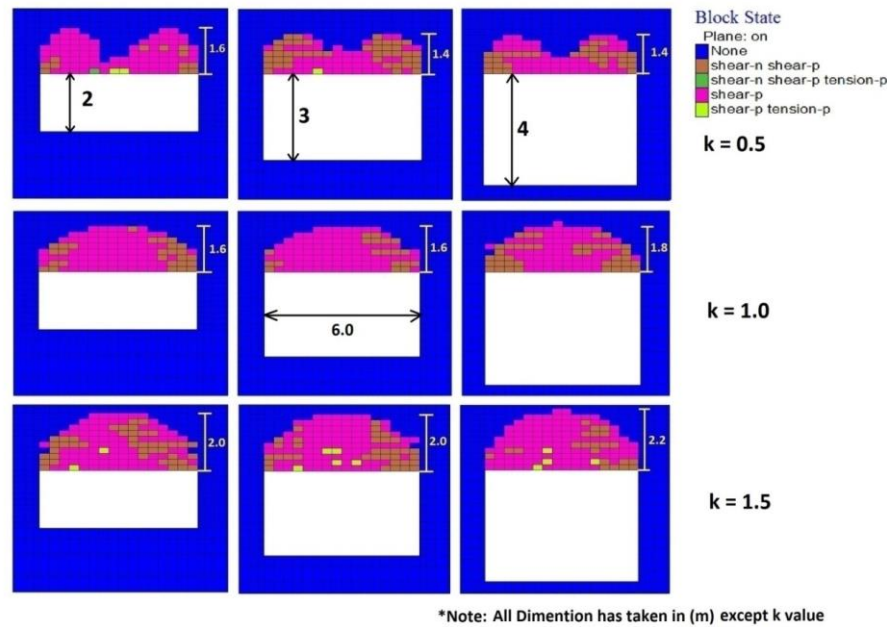 Block State
Plane: on
None
shear-n shear-p
shear-n shear-p tension-p
shear-p
shear-p tension-p
1.6
1.4
1.4
2
3
4
k = 0.5
1.6
1.6
1.8
6.0
k = 1.0
2.0
2.0
2.2
k = 1.5
*Note: All Dimention has taken in (m) except k value